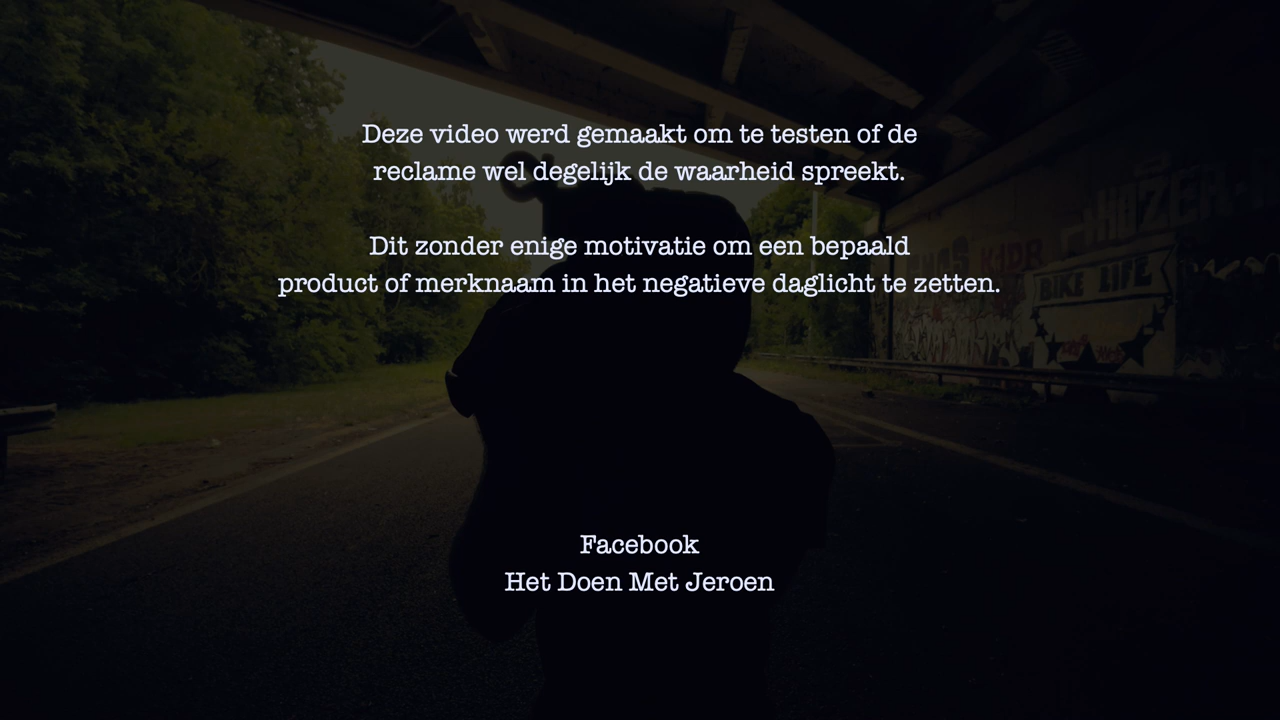 Deze video werd gemaakt om te testen of de
reclame wel degelijk de waarheid spreekt.
Dit zonder enige motivatie om een bepaald
product of merknaam in het negatieve daglicht te zetten.
KIDR
BIKE LIFE
Facebook
Het Doen Met Jeroen